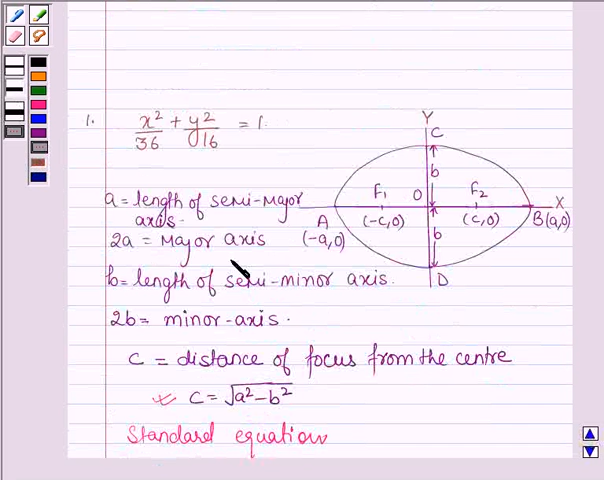 1. x²/36 + y²/16 = 1.
Y
C
b
F₁ O F₂ X
A (-c,0) (c,0) B(a,0)
(-a,0)
b
D
a = length of semi-major
axis.
2a = Major axis
b = length of semi-minor axis.
2b = minor-axis.
c = distance of focus from the centre
c = √a²-b²
Standard equation